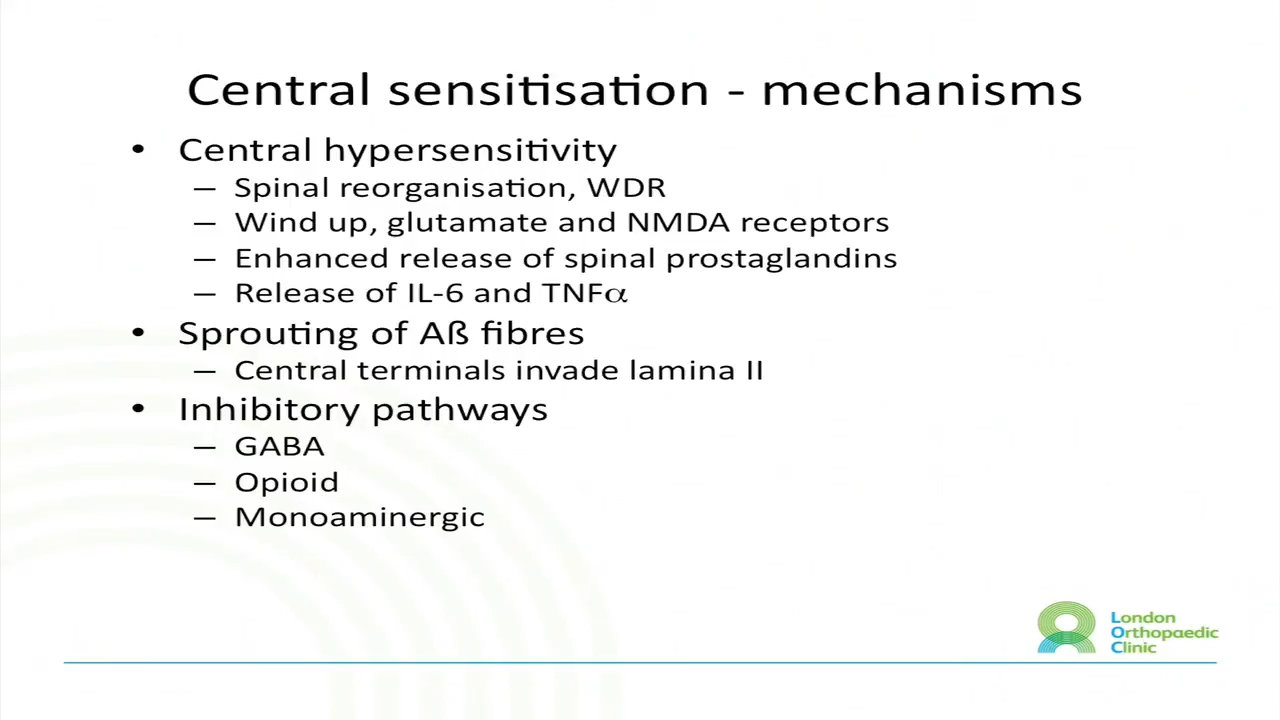 Central sensitisation - mechanisms
• Central hypersensitivity
– Spinal reorganisation, WDR
– Wind up, glutamate and NMDA receptors
– Enhanced release of spinal prostaglandins
– Release of IL-6 and TNFα
• Sprouting of Aß fibres
– Central terminals invade lamina II
• Inhibitory pathways
– GABA
– Opioid
– Monoaminergic
London
Orthopaedic
Clinic